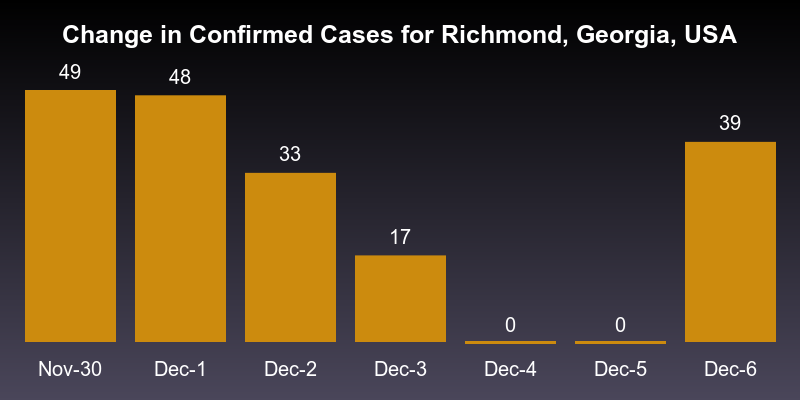 Change in Confirmed Cases for Richmond, Georgia, USA
49
48
33
17
0
0
39
Nov-30
Dec-1
Dec-2
Dec-3
Dec-4
Dec-5
Dec-6